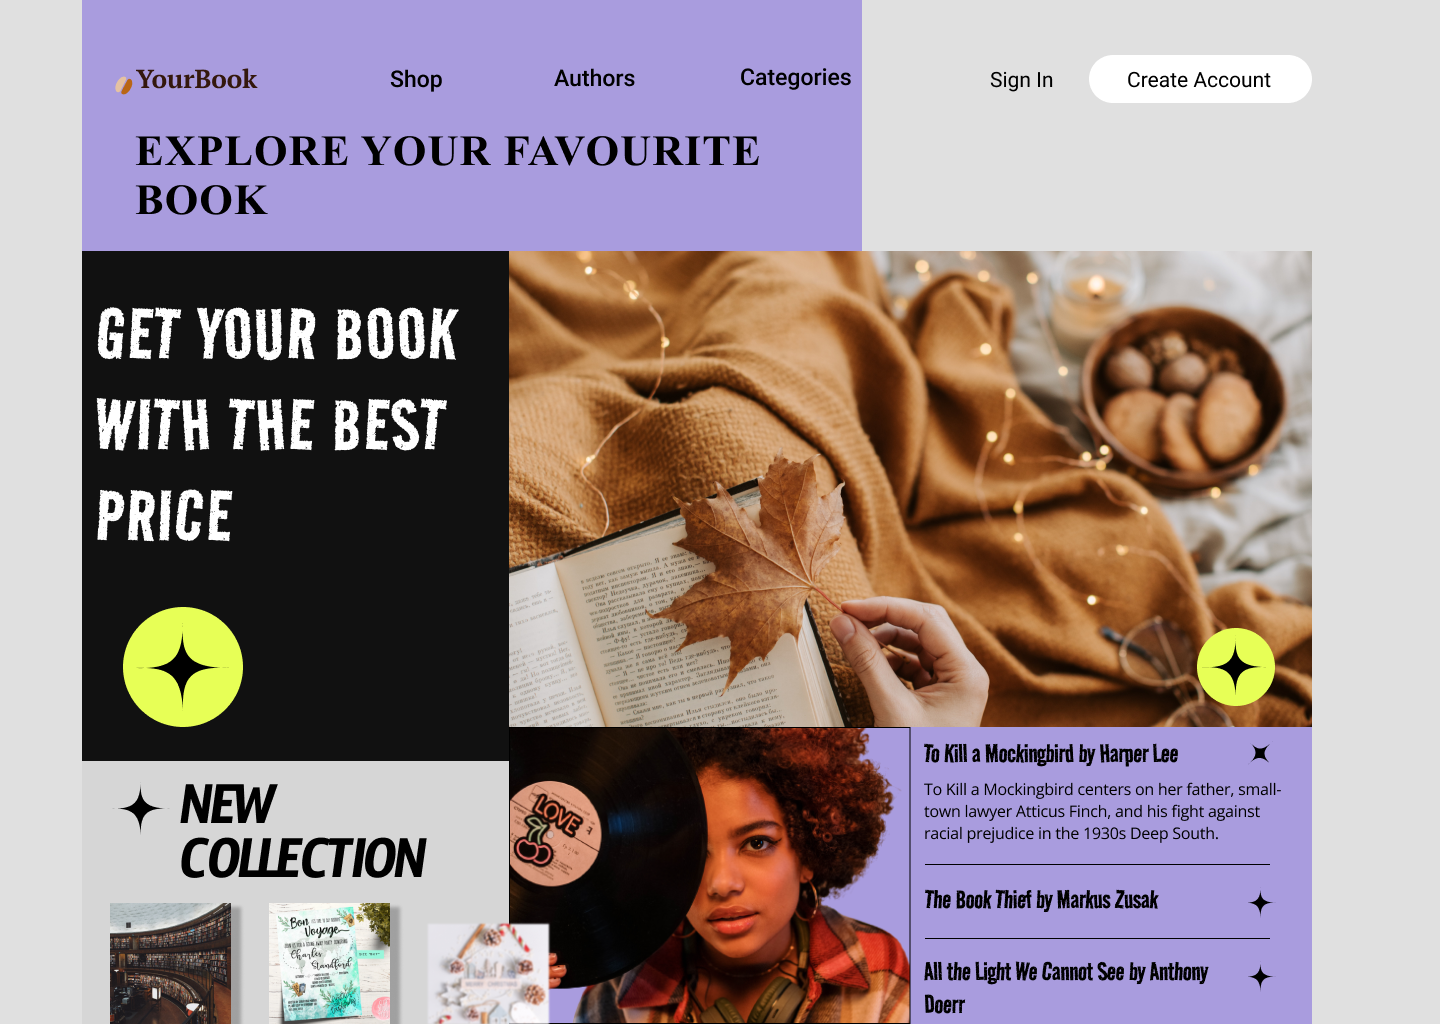 YourBook
Shop
Authors
Categories
Sign In
Create Account
EXPLORE YOUR FAVOURITE
BOOK
GET YOUR BOOK
WITH THE BEST
PRICE
NEW
COLLECTION
Bon
Voyage
Charles
Standford
LOVE
To Kill a Mockingbird by Harper Lee
To Kill a Mockingbird centers on her father, small-
town lawyer Atticus Finch, and his fight against
racial prejudice in the 1930s Deep South.
The Book Thief by Markus Zusak
All the Light We Cannot See by Anthony
Doerr